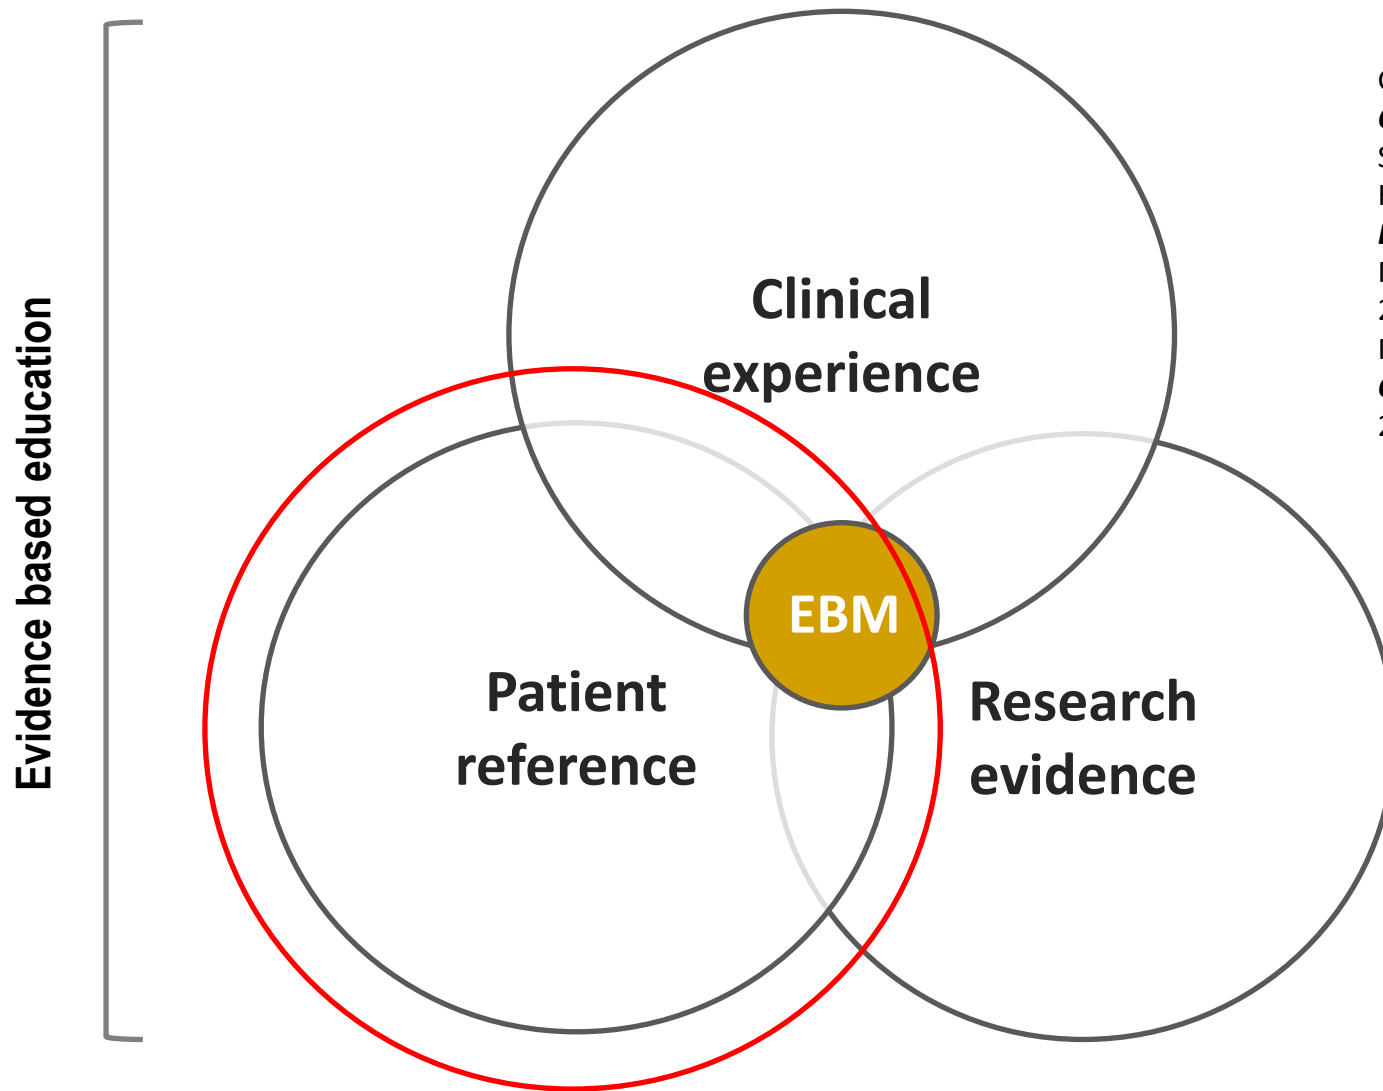 Evidence based education
Clinical
experience
EBM
Patient
reference
Research
evidence